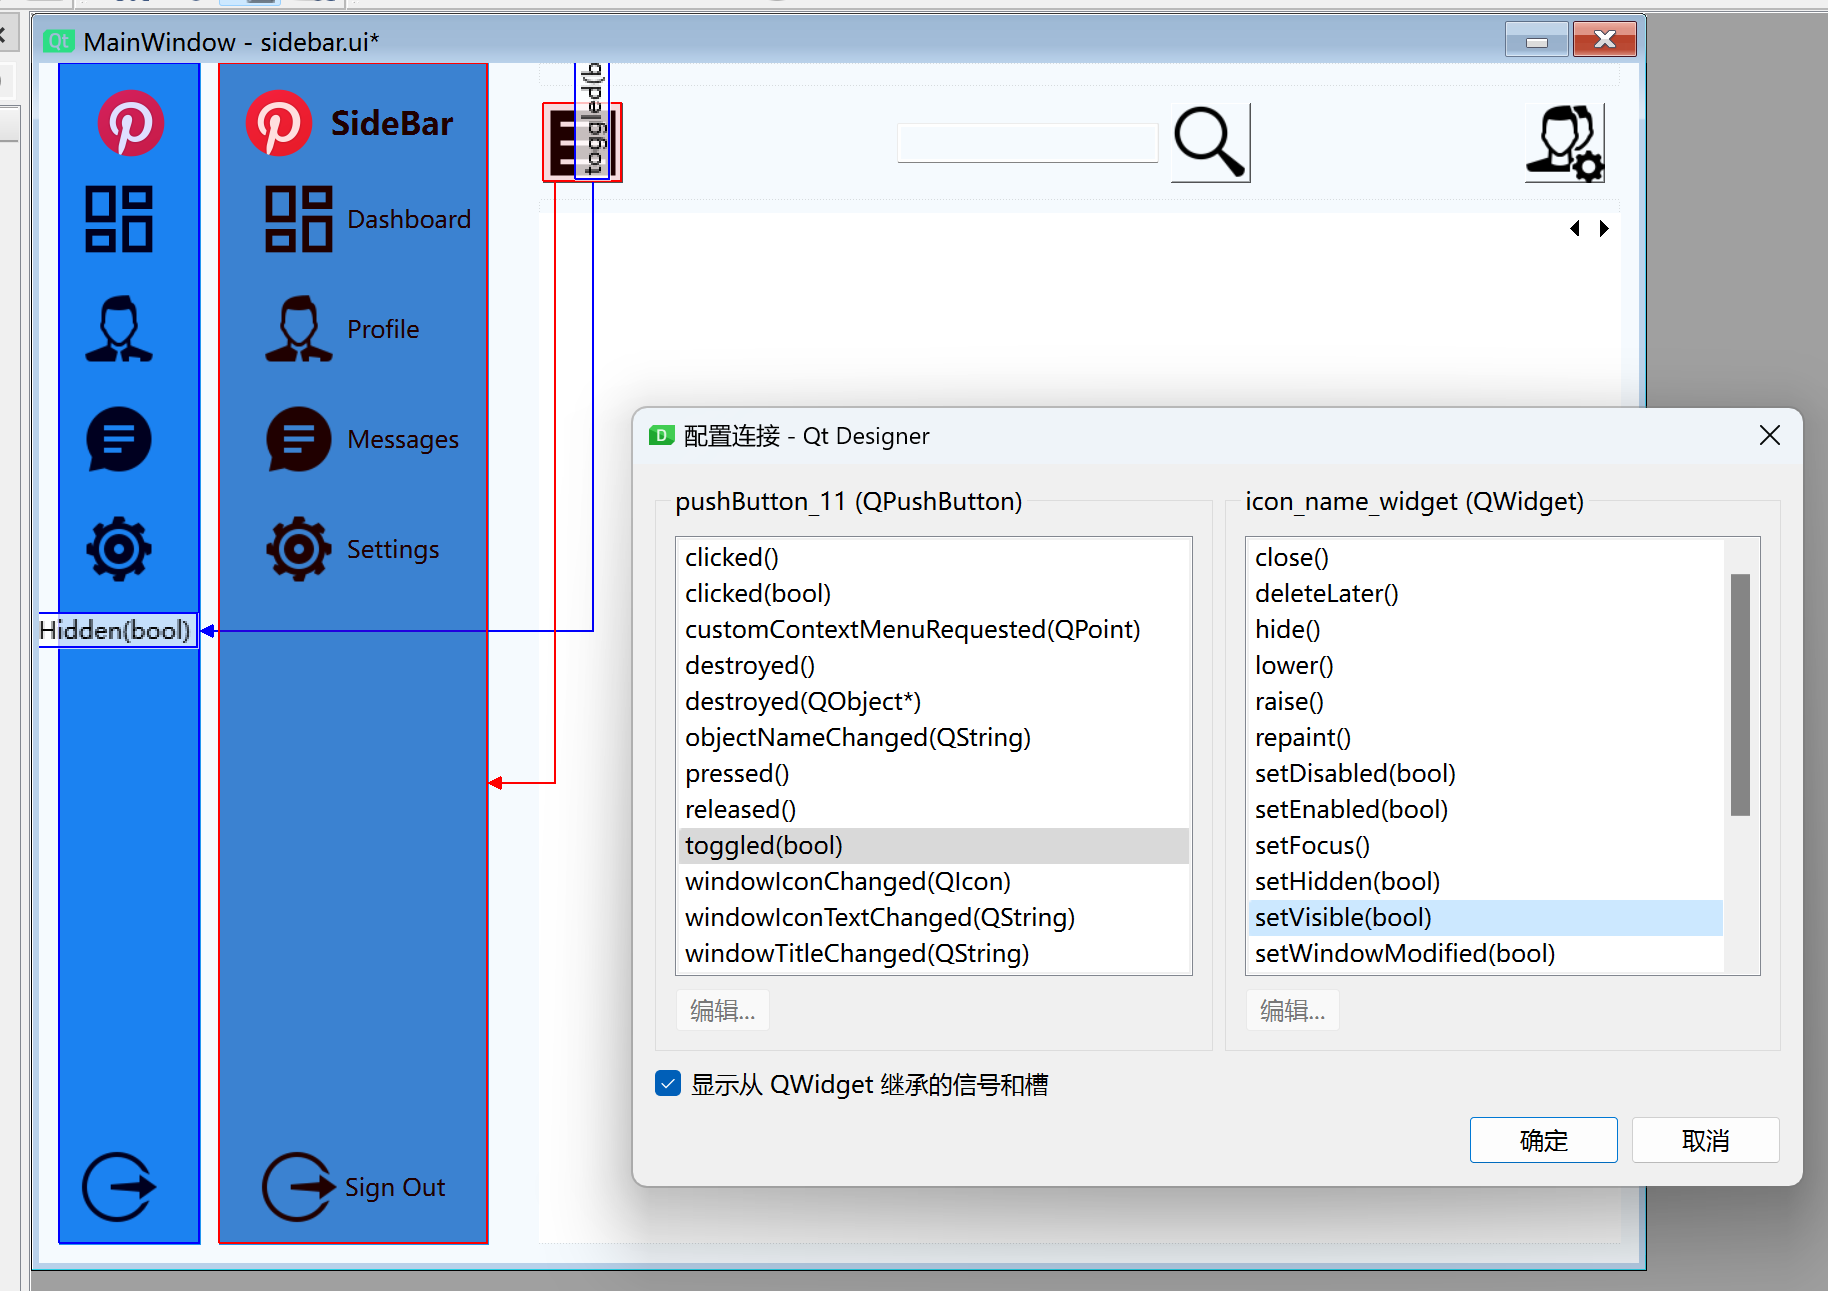 MainWindow - sidebar.ui*
SideBar
Dashboard
Profile
Messages
Settings
Hidden(bool)
Sign Out
toggled(b
配置连接 - Qt Designer
pushButton_11 (QPushButton)
clicked()
clicked(bool)
customContextMenuRequested(QPoint)
destroyed()
destroyed(QObject*)
objectNameChanged(QString)
pressed()
released()
toggled(bool)
windowIconChanged(QIcon)
windowIconTextChanged(QString)
windowTitleChanged(QString)
编辑...
icon_name_widget (QWidget)
close()
deleteLater()
hide()
lower()
raise()
repaint()
setDisabled(bool)
setEnabled(bool)
setFocus()
setHidden(bool)
setVisible(bool)
setWindowModified(bool)
编辑...
显示从 QWidget 继承的信号和槽
确定
取消